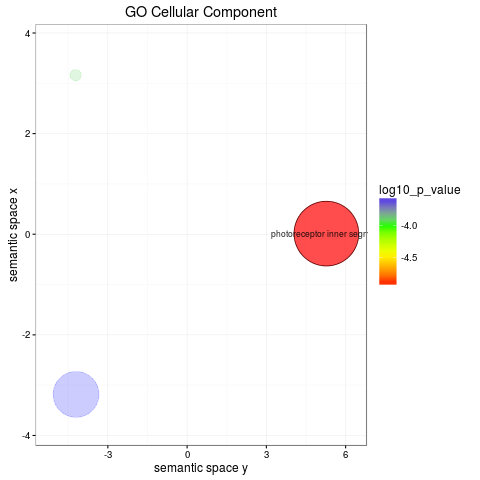 GO Cellular Component
4
2
0
-2
-4
semantic space x
photoreceptor inner segm
-3
0
3
6
semantic space y
log10_p_value
-4.0
-4.5